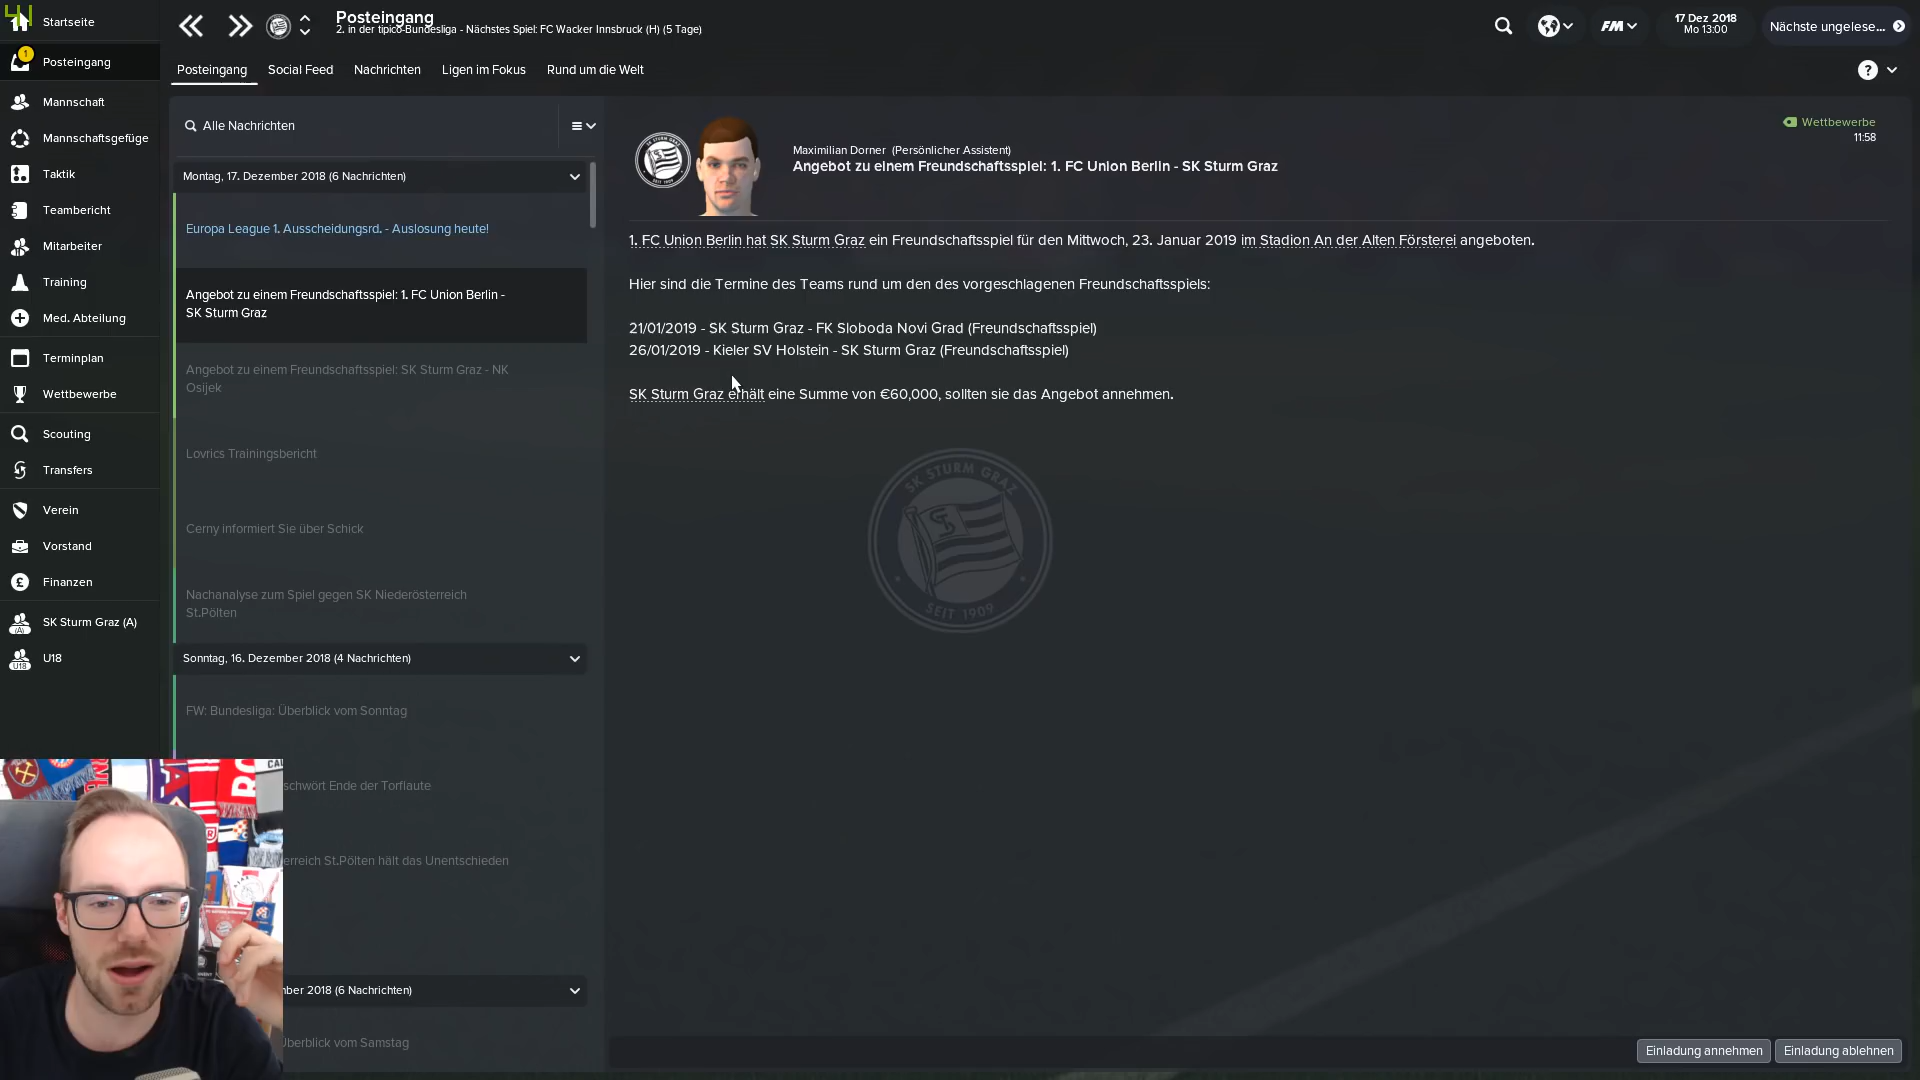 Startseite
1
Posteingang
Mannschaft
Mannschaftsgefüge
Taktik
Teambericht
Mitarbeiter
Training
Med. Abteilung
Terminplan
Wettbewerbe
Scouting
Transfers
Verein
Vorstand
Finanzen
SK Sturm Graz (A)
U18
Posteingang
2. in der tipico-Bundesliga - Nächstes Spiel: FC Wacker Innsbruck (H) (5 Tage)
FM
17 Dez 2018
Mo 13:00
Nächste ungelese...
Posteingang
Social Feed
Nachrichten
Ligen im Fokus
Rund um die Welt
Alle Nachrichten
Montag, 17. Dezember 2018 (6 Nachrichten)
Europa League 1. Ausscheidungsrd. - Auslosung heute!
Angebot zu einem Freundschaftsspiel: 1. FC Union Berlin -
SK Sturm Graz
Angebot zu einem Freundschaftsspiel: SK Sturm Graz - NK
Osijek
Lovrics Trainingsbericht
Cerny informiert Sie über Schick
Nachanalyse zum Spiel gegen SK Niederösterreich
St.Pölten
Sonntag, 16. Dezember 2018 (4 Nachrichten)
FW: Bundesliga: Überblick vom Sonntag
schwört Ende der Torflaute
erreich St.Pölten hält das Unentschieden
2018 (6 Nachrichten)
Überblick vom Samstag
Maximilian Dorner (Persönlicher Assistent)
Angebot zu einem Freundschaftsspiel: 1. FC Union Berlin - SK Sturm Graz
Wettbewerbe
11:58
1. FC Union Berlin hat SK Sturm Graz ein Freundschaftsspiel für den Mittwoch, 23. Januar 2019 im Stadion An der Alten Försterei angeboten.
Hier sind die Termine des Teams rund um den des vorgeschlagenen Freundschaftsspiels:
21/01/2019 - SK Sturm Graz - FK Sloboda Novi Grad (Freundschaftsspiel)
26/01/2019 - Kieler SV Holstein - SK Sturm Graz (Freundschaftsspiel)
SK Sturm Graz erhält eine Summe von €60,000, sollten sie das Angebot annehmen.
SK STURM GRAZ
SEIT 1909
Einladung annehmen
Einladung ablehnen